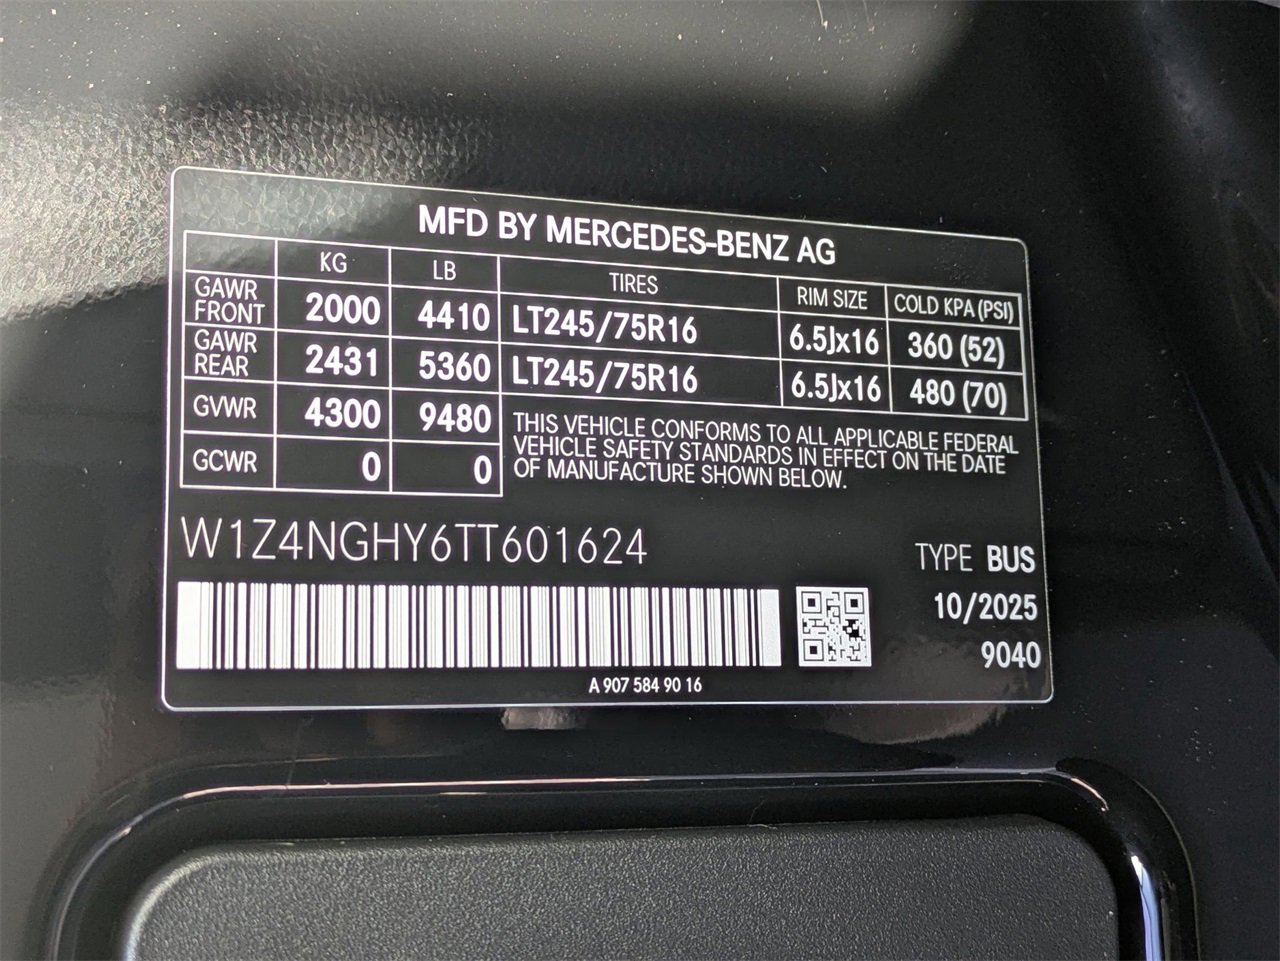 MFD BY MERCEDES-BENZ AG
KG LB TIRES RIM SIZE COLD KPA (PSI)
GAWR FRONT 2000 4410 LT245/75R16 6.5Jx16 360 (52)
GAWR REAR 2431 5360 LT245/75R16 6.5Jx16 480 (70)
GVWR 4300 9480
GCWR 0 0
THIS VEHICLE CONFORMS TO ALL APPLICABLE FEDERAL
VEHICLE SAFETY STANDARDS IN EFFECT ON THE DATE
OF MANUFACTURE SHOWN BELOW.
W1Z4NGHY6TT601624
TYPE BUS
10/2025
9040
A 907 584 90 16